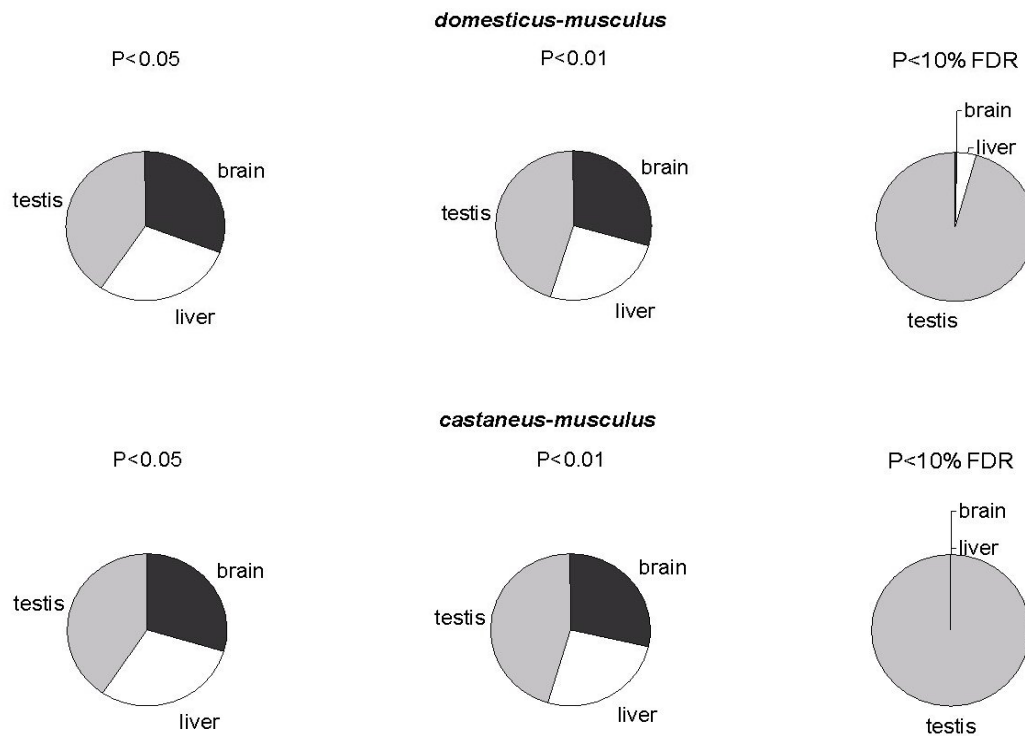 domesticus-musculus
P<0.05
P<0.01
P<10% FDR
brain
testis
liver
brain
testis
liver
brain
liver
testis
castaneus-musculus
P<0.05
P<0.01
P<10% FDR
brain
testis
liver
brain
testis
liver
brain
liver
testis